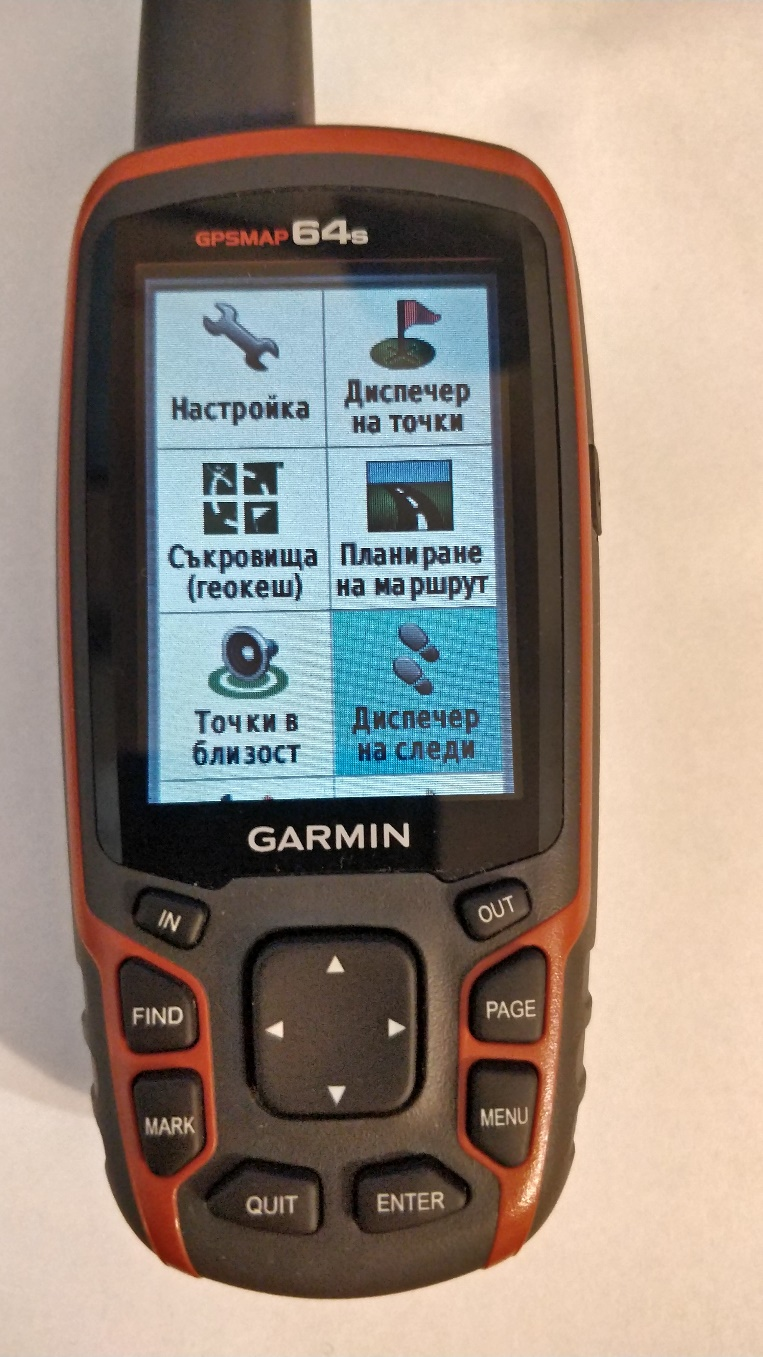 GPSMAP 64s
Настройка
Диспечер
на точки
Съкровища
(геокеш)
Планиране
на маршрут
Точки в
близост
Диспечер
на следи
GARMIN
IN
OUT
FIND
PAGE
MARK
MENU
QUIT
ENTER